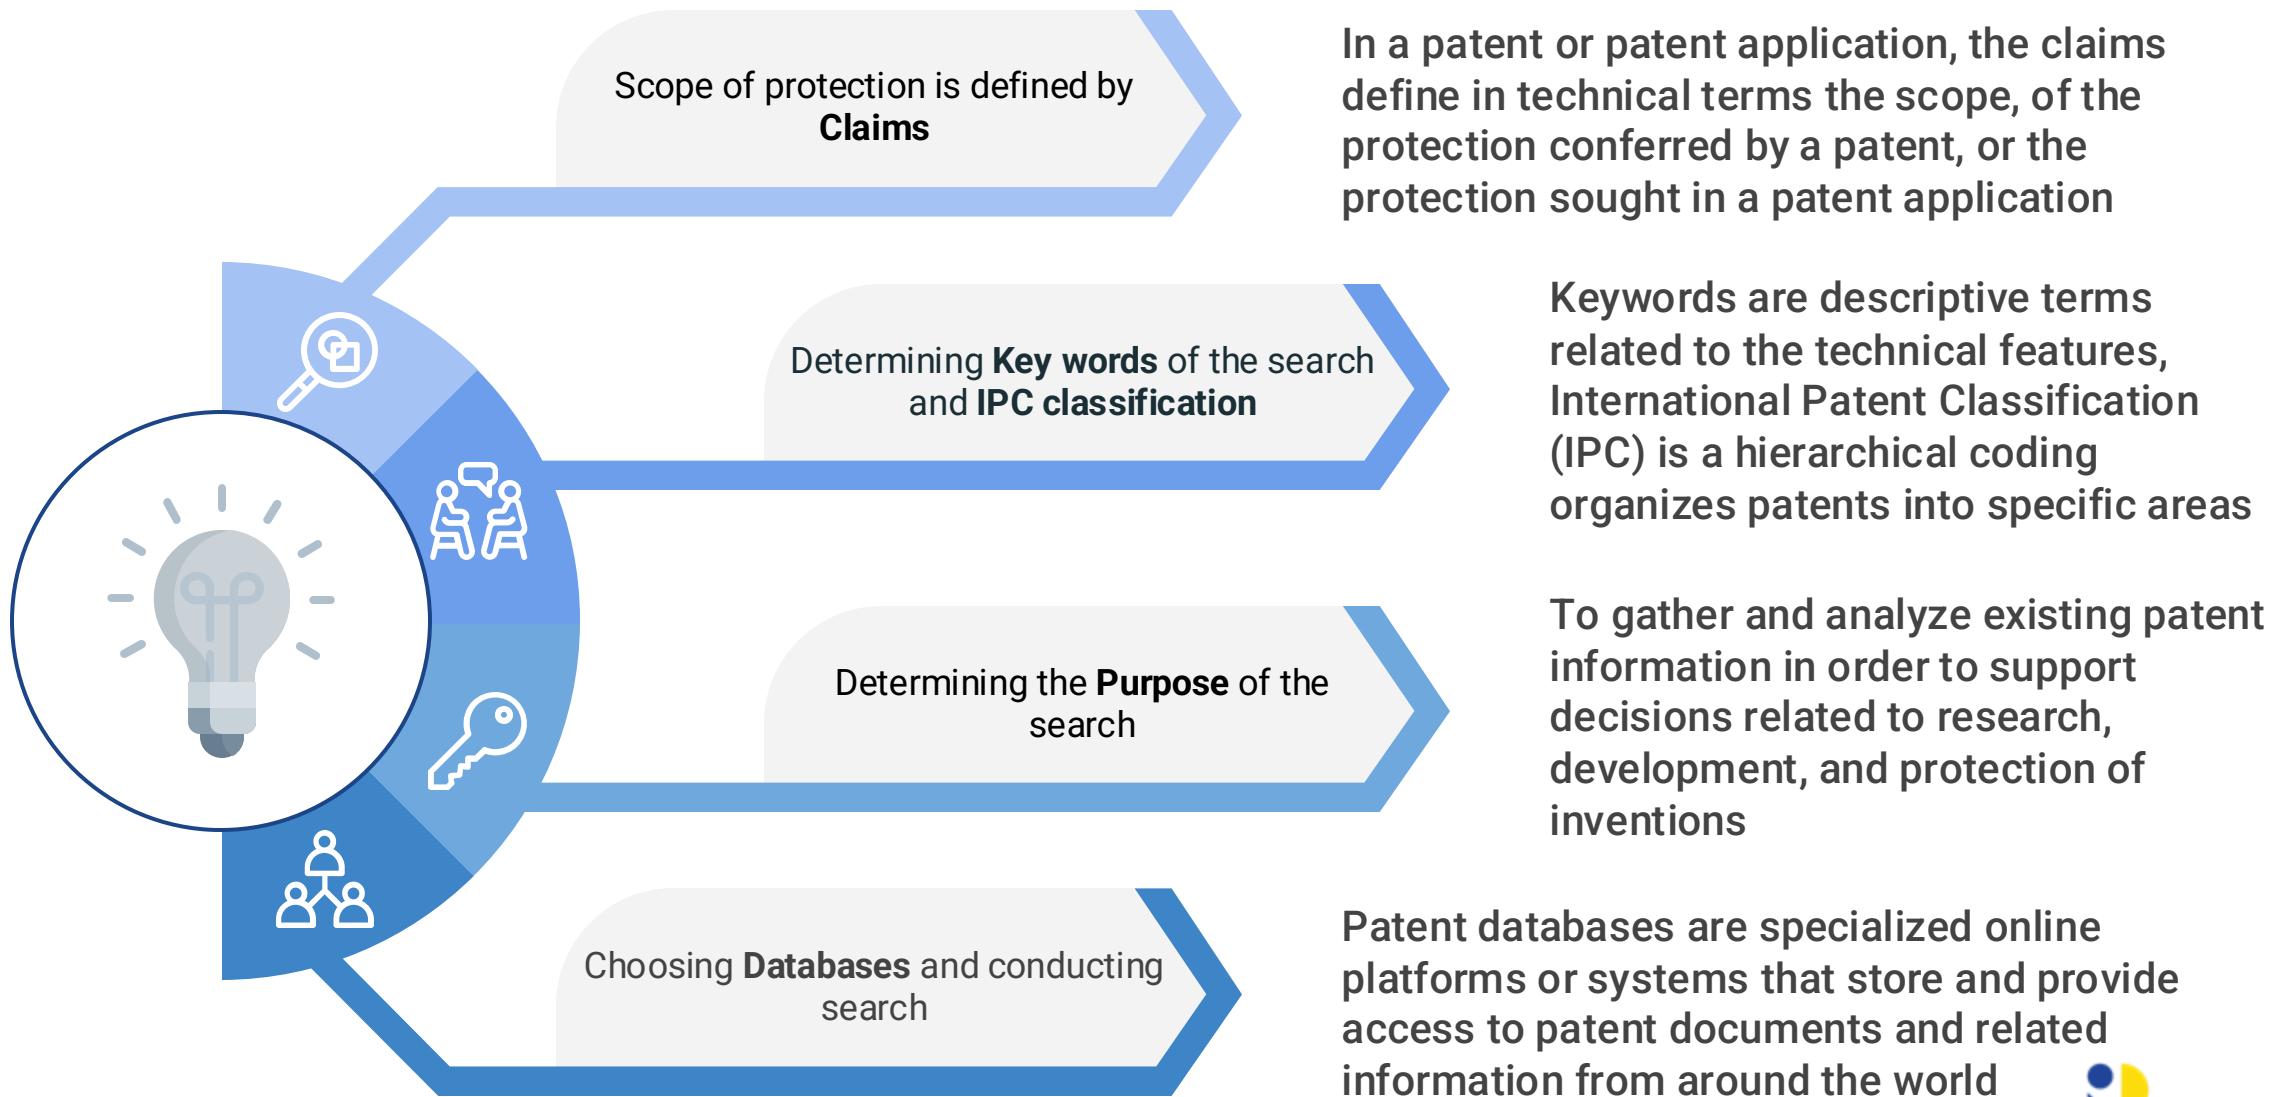 Scope of protection is defined by
Claims
In a patent or patent application, the claims
define in technical terms the scope, of the
protection conferred by a patent, or the
protection sought in a patent application
Determining Key words of the search
and IPC classification
Keywords are descriptive terms
related to the technical features,
International Patent Classification
(IPC) is a hierarchical coding
organizes patents into specific areas
Determining the Purpose of the
search
To gather and analyze existing patent
information in order to support
decisions related to research,
development, and protection of
inventions
Choosing Databases and conducting
search
Patent databases are specialized online
platforms or systems that store and provide
access to patent documents and related
information from around the world